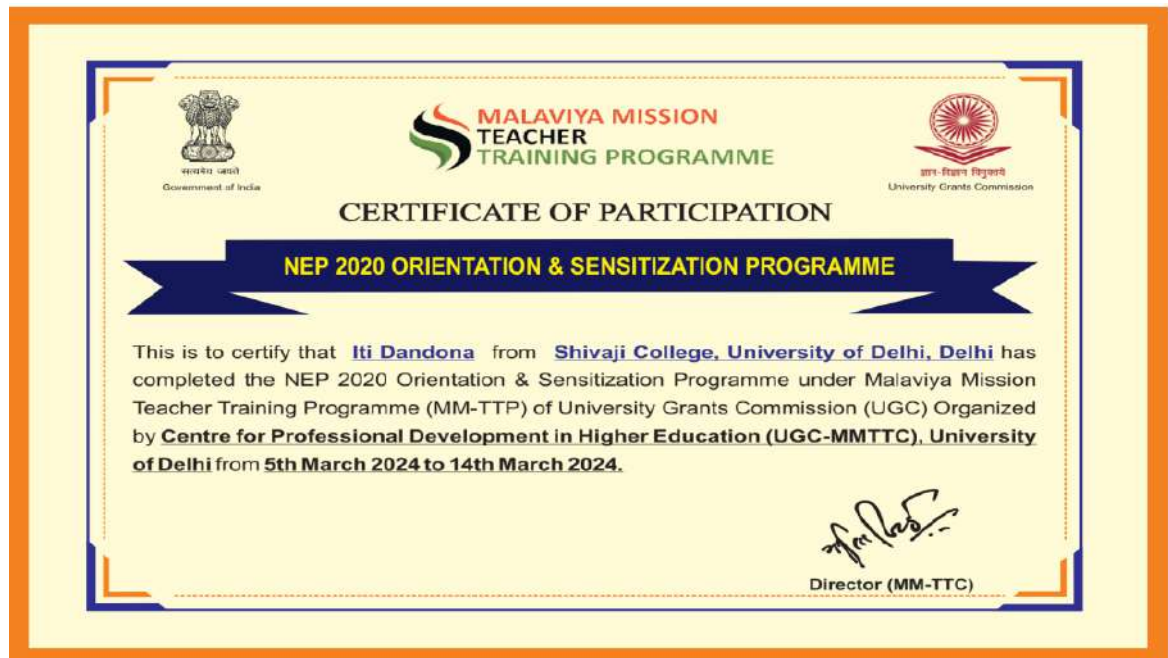 सत्यमेव जयते
Government of India
MALAVIYA MISSION
TEACHER
TRAINING PROGRAMME
ज्ञान-विज्ञान विमुक्तये
University Grants Commission
CERTIFICATE OF PARTICIPATION
NEP 2020 ORIENTATION & SENSITIZATION PROGRAMME
This is to certify that Iti Dandona from Shivaji College, University of Delhi, Delhi has
completed the NEP 2020 Orientation & Sensitization Programme under Malaviya Mission
Teacher Training Programme (MM-TTP) of University Grants Commission (UGC) Organized
by Centre for Professional Development in Higher Education (UGC-MMTTC), University
of Delhi from 5th March 2024 to 14th March 2024.
Director (MM-TTC)